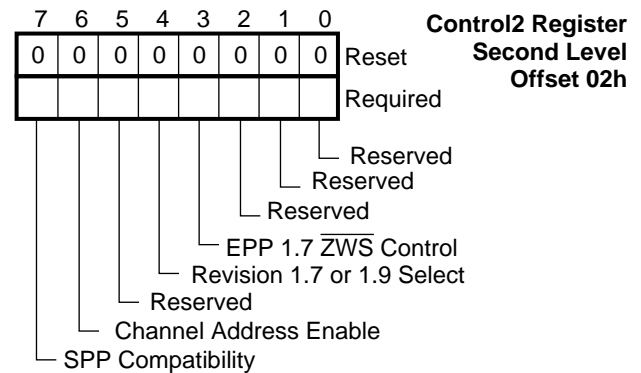 7 6 5 4 3 2 1 0
Control2 Register
Second Level
Offset 02h
0 0 0 0 0 0 0 0 Reset
Required
Reserved
Reserved
Reserved
EPP 1.7 Z̅W̅S̅ Control
Revision 1.7 or 1.9 Select
Reserved
Channel Address Enable
SPP Compatibility